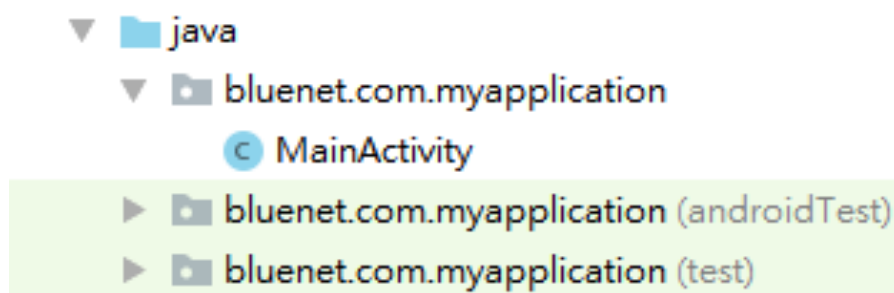 java
bluenet.com.myapplication
C MainActivity
bluenet.com.myapplication (androidTest)
bluenet.com.myapplication (test)